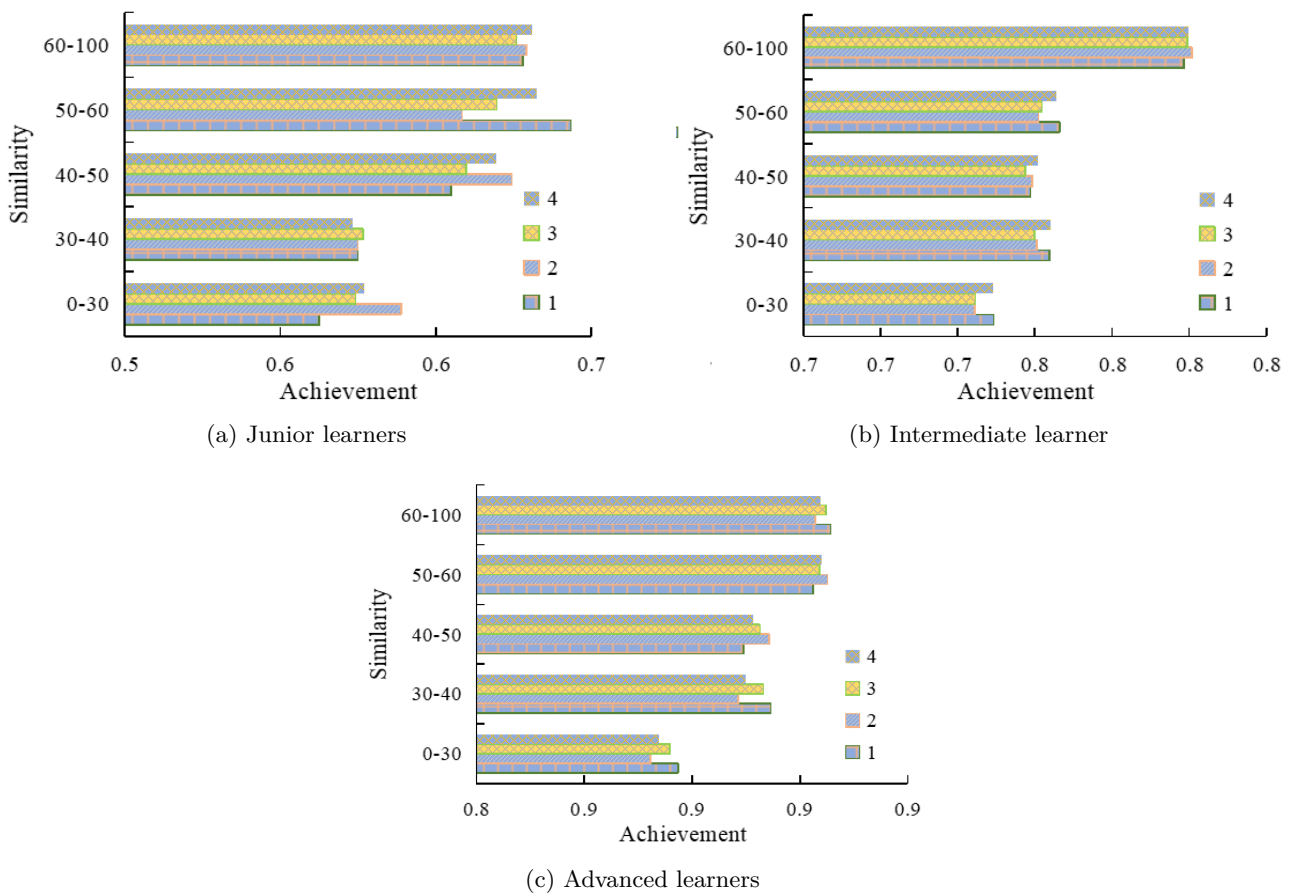 60-100
50-60
40-50
30-40
0-30
Similarity
4
3
2
1
0.5 0.6 0.6 0.7
Achievement
(a) Junior learners
60-100
50-60
40-50
30-40
0-30
Similarity
4
3
2
1
0.7 0.7 0.7 0.8 0.8 0.8 0.8
Achievement
(b) Intermediate learner
60-100
50-60
40-50
30-40
0-30
Similarity
4
3
2
1
0.8 0.9 0.9 0.9 0.9
Achievement
(c) Advanced learners